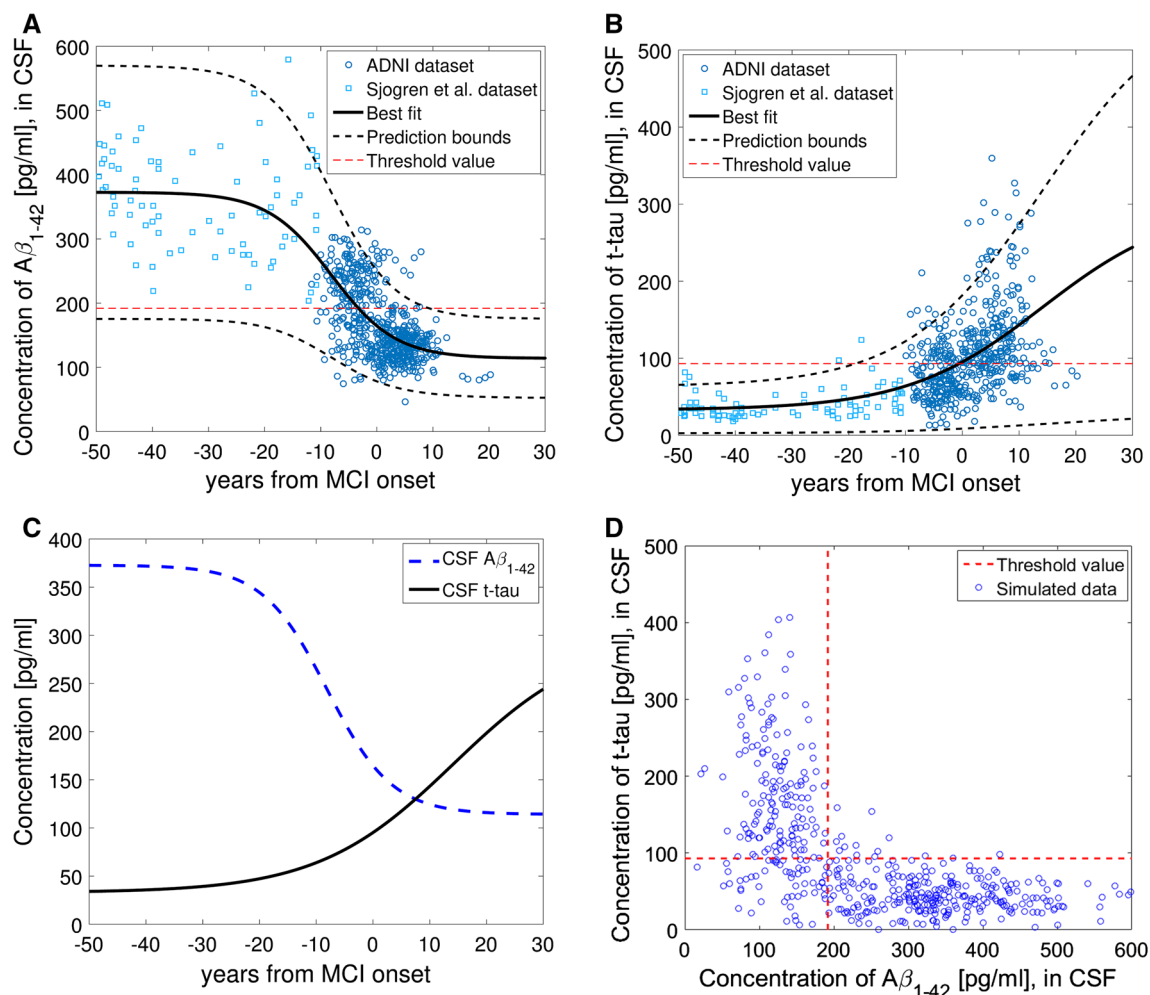 A
Concentration of Aβ1-42 [pg/ml], in CSF
600
500
400
300
200
100
0
-50 -40 -30 -20 -10 0 10 20 30
years from MCI onset
ADNI dataset
Sjogren et al. dataset
Best fit
Prediction bounds
Threshold value
B
Concentration of t-tau [pg/ml], in CSF
500
400
300
200
100
0
-50 -40 -30 -20 -10 0 10 20 30
years from MCI onset
ADNI dataset
Sjogren et al. dataset
Best fit
Prediction bounds
Threshold value
C
Concentration [pg/ml]
400
350
300
250
200
150
100
50
0
-50 -40 -30 -20 -10 0 10 20 30
years from MCI onset
CSF Aβ1-42
CSF t-tau
D
Concentration of t-tau [pg/ml], in CSF
500
400
300
200
100
0
0 100 200 300 400 500 600
Concentration of Aβ1-42 [pg/ml], in CSF
Threshold value
Simulated data